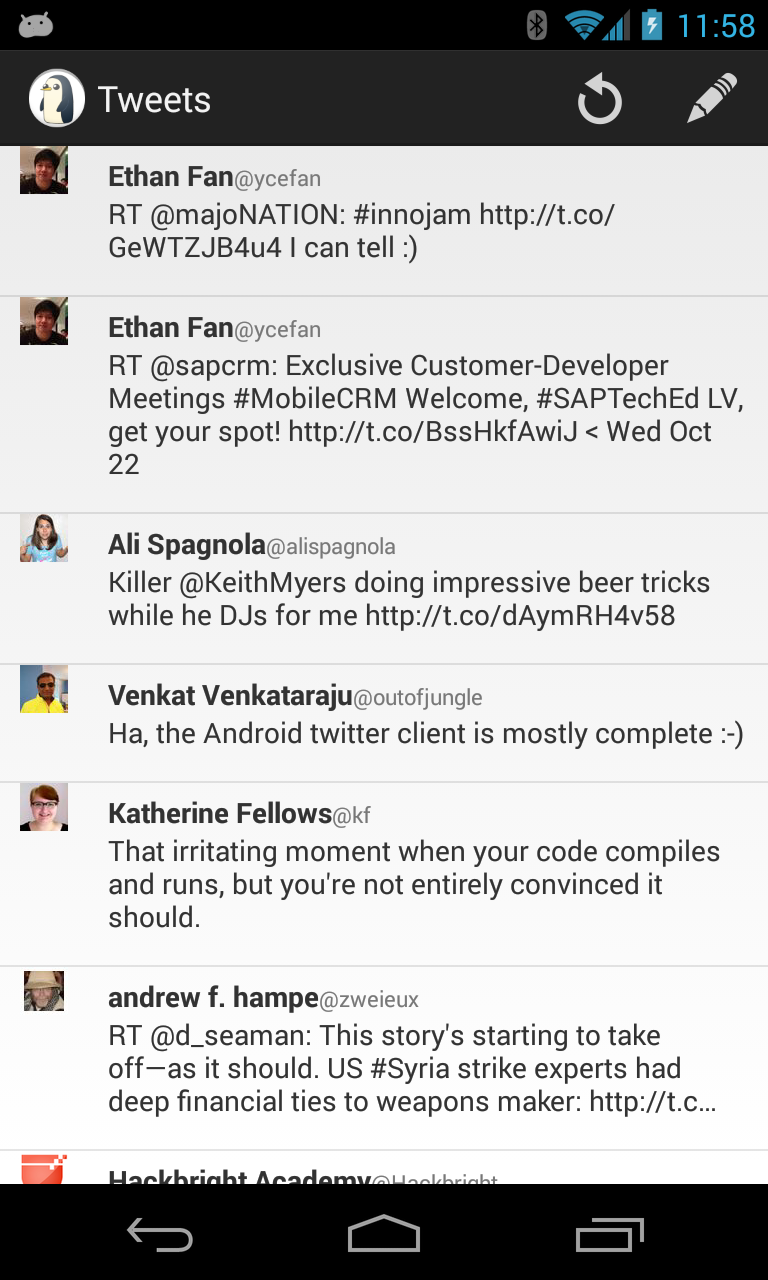 11:58
Tweets
Ethan Fan@ycefan
RT @majoNATION: #innojam http://t.co/
GeWTZJB4u4 I can tell :)
Ethan Fan@ycefan
RT @sapcrm: Exclusive Customer-Developer
Meetings #MobileCRM Welcome, #SAPTechEd LV,
get your spot! http://t.co/BssHkfAwiJ < Wed Oct
22
Ali Spagnola@alispagnola
Killer @KeithMyers doing impressive beer tricks
while he DJs for me http://t.co/dAymRH4v58
Venkat Venkataraju@outofjungle
Ha, the Android twitter client is mostly complete :-)
Katherine Fellows@kf
That irritating moment when your code compiles
and runs, but you're not entirely convinced it
should.
andrew f. hampe@zweieux
RT @d_seaman: This story's starting to take
off—as it should. US #Syria strike experts had
deep financial ties to weapons maker: http://t.c…
Hackbright Academy@Hackbright